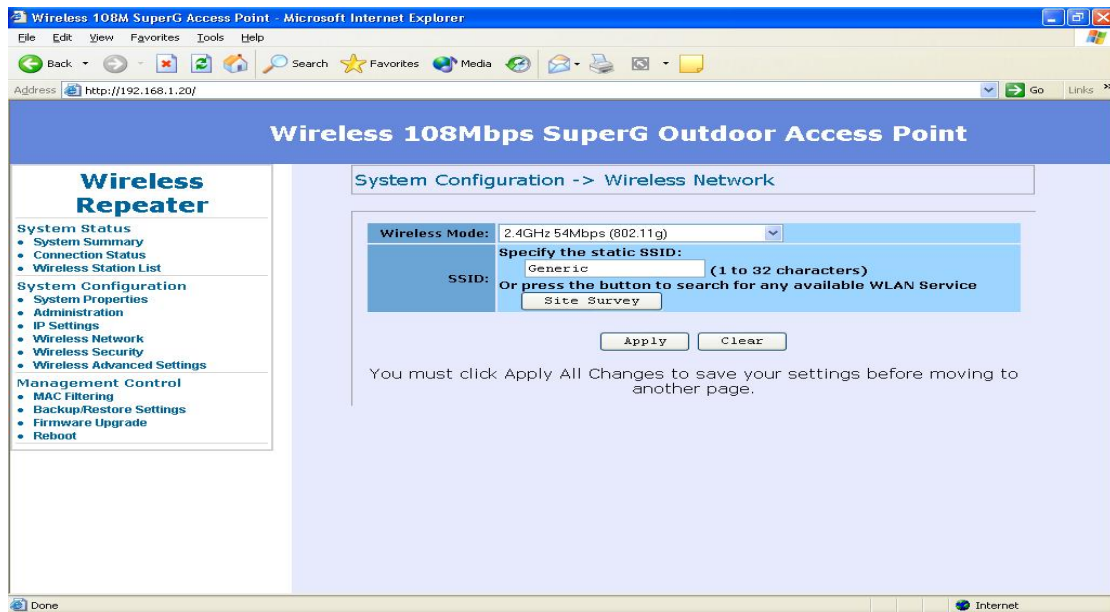 Wireless 108M SuperG Access Point - Microsoft Internet Explorer
File Edit View Favorites Tools Help
Back Search Favorites Media
Address http://192.168.1.20/ Go Links »
Wireless 108Mbps SuperG Outdoor Access Point
Wireless
Repeater
System Status
System Summary
Connection Status
Wireless Station List
System Configuration
System Properties
Administration
IP Settings
Wireless Network
Wireless Security
Wireless Advanced Settings
Management Control
MAC Filtering
Backup/Restore Settings
Firmware Upgrade
Reboot
System Configuration -> Wireless Network
Wireless Mode: 2.4GHz 54Mbps (802.11g)
SSID:
Specify the static SSID:
Generic (1 to 32 characters)
Or press the button to search for any available WLAN Service
Site Survey
Apply Clear
You must click Apply All Changes to save your settings before moving to
another page.
Done Internet